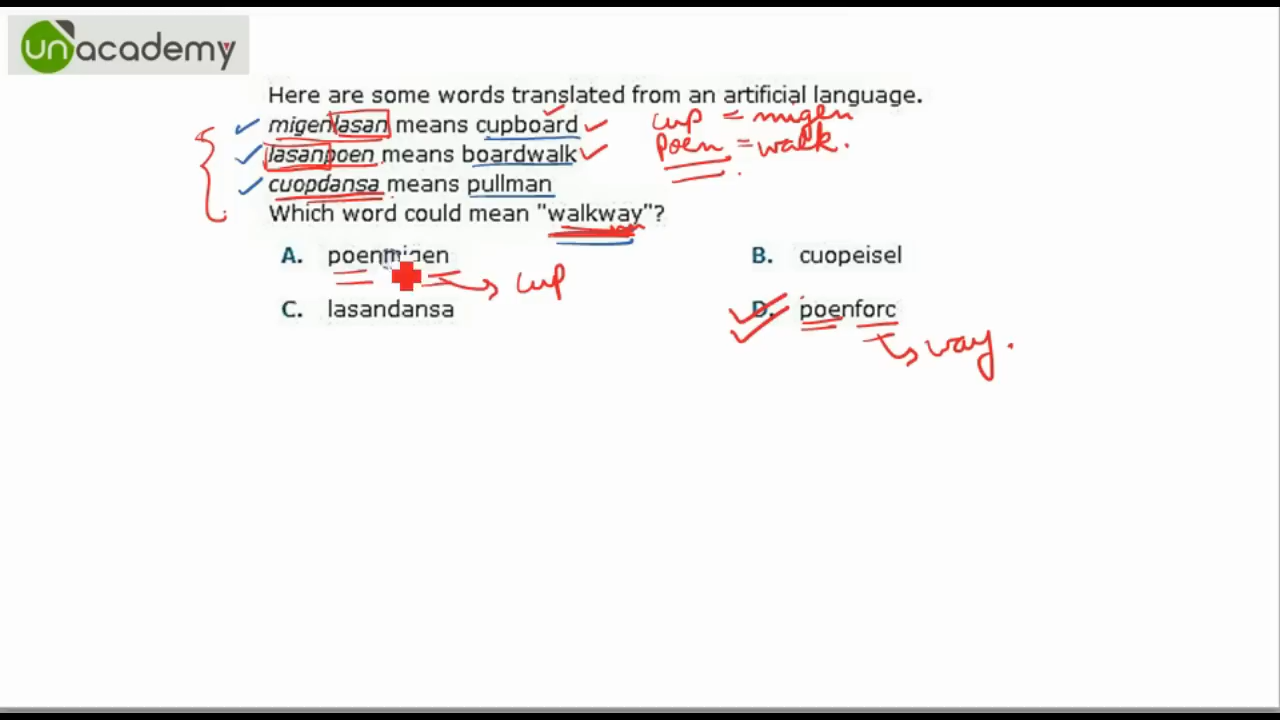 unacademy
Here are some words translated from an artificial language.
migenlasan means cupboard
cup = migen
lasanpoen means boardwalk
Poen = walk.
cuopdansa means pullman
Which word could mean "walkway"?
A. poenmigen
B. cuopeisel
cup
C. lasandansa
D. poenforc
way.